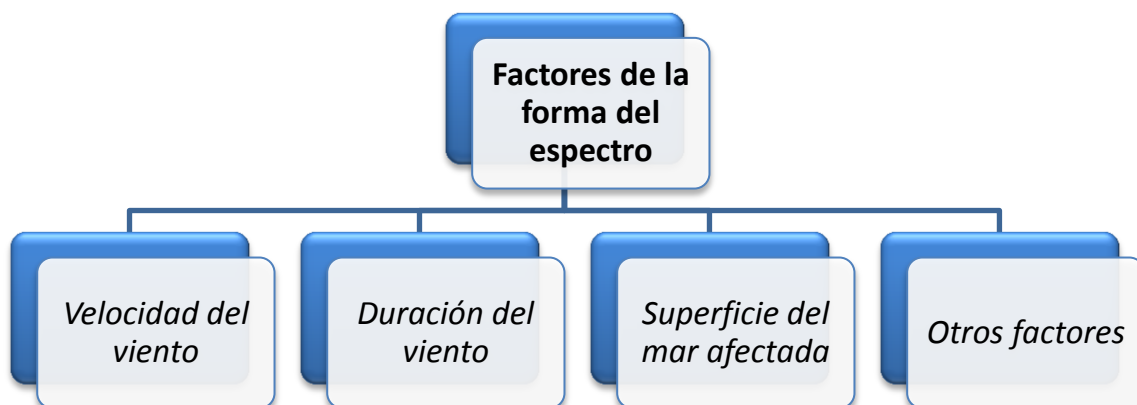 Factores de la
forma del
espectro
Velocidad del
viento
Duración del
viento
Superficie del
mar afectada
Otros factores